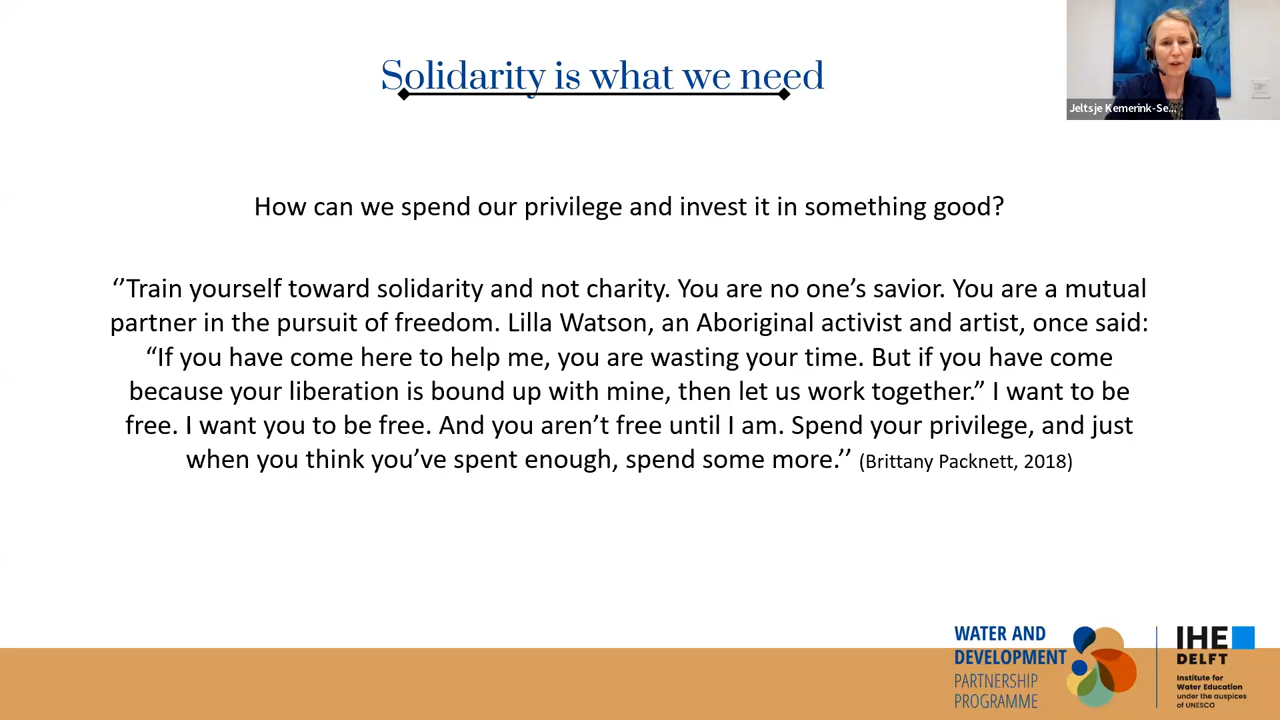 Solidarity is what we need
Jeltsje Kemerink-Se...
How can we spend our privilege and invest it in something good?
‘’Train yourself toward solidarity and not charity. You are no one’s savior. You are a mutual
partner in the pursuit of freedom. Lilla Watson, an Aboriginal activist and artist, once said:
“If you have come here to help me, you are wasting your time. But if you have come
because your liberation is bound up with mine, then let us work together.” I want to be
free. I want you to be free. And you aren’t free until I am. Spend your privilege, and just
when you think you’ve spent enough, spend some more.’’ (Brittany Packnett, 2018)
WATER AND
DEVELOPMENT
PARTNERSHIP
PROGRAMME
IHE
DELFT
Institute for
Water Education
under the auspices
of UNESCO